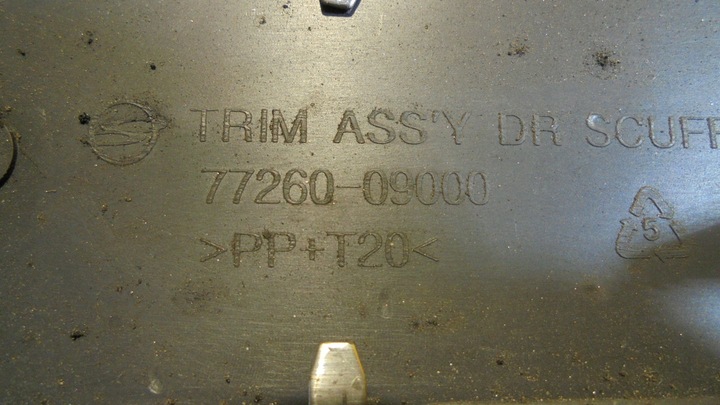 TRIM ASS'Y DR SCUFF
77260-09000
>PP+T20<
5